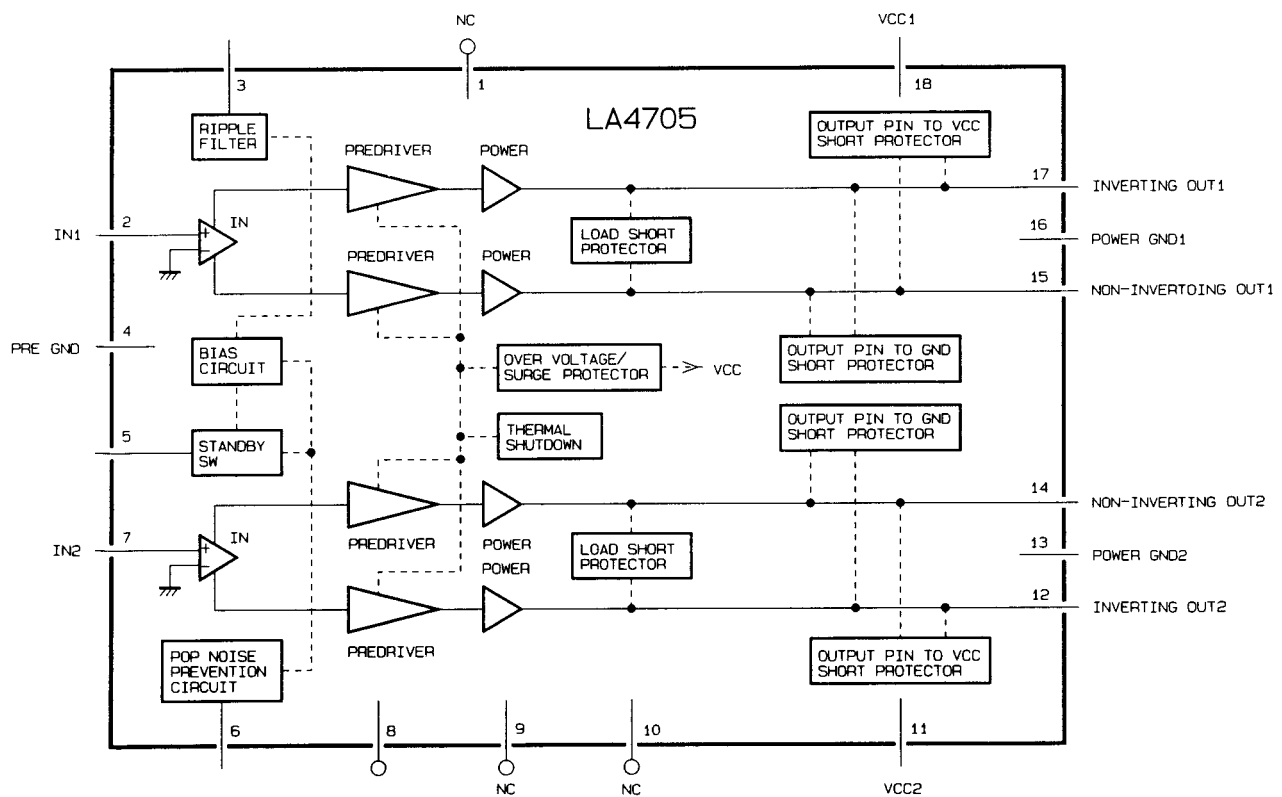 NC
VCC1
3
1
18
LA4705
RIPPLE
FILTER
OUTPUT PIN TO VCC
SHORT PROTECTOR
PREDRIVER
POWER
17
INVERTING OUT1
2
IN
IN1
+
−
LOAD SHORT
PROTECTOR
16
POWER GND1
PREDRIVER
POWER
15
NON-INVERTOING OUT1
4
PRE GND
BIAS
CIRCUIT
OVER VOLTAGE/
SURGE PROTECTOR
VCC
OUTPUT PIN TO GND
SHORT PROTECTOR
OUTPUT PIN TO GND
SHORT PROTECTOR
5
STANDBY
SW
THERMAL
SHUTDOWN
14
NON-INVERTING OUT2
7
IN
IN2
+
−
PREDRIVER
POWER
LOAD SHORT
PROTECTOR
13
POWER GND2
POWER
12
INVERTING OUT2
PREDRIVER
POP NOISE
PREVENTION
CIRCUIT
OUTPUT PIN TO VCC
SHORT PROTECTOR
6
8
9
10
11
NC
NC
VCC2